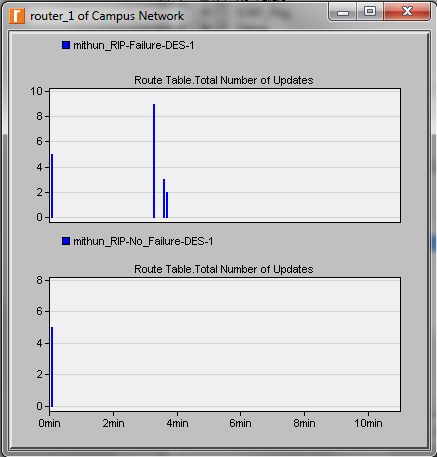 router_1 of Campus Network
mithun_RIP-Failure-DES-1
Route Table.Total Number of Updates
10
8
6
4
2
0
mithun_RIP-No_Failure-DES-1
Route Table.Total Number of Updates
8
6
4
2
0
0min 2min 4min 6min 8min 10min